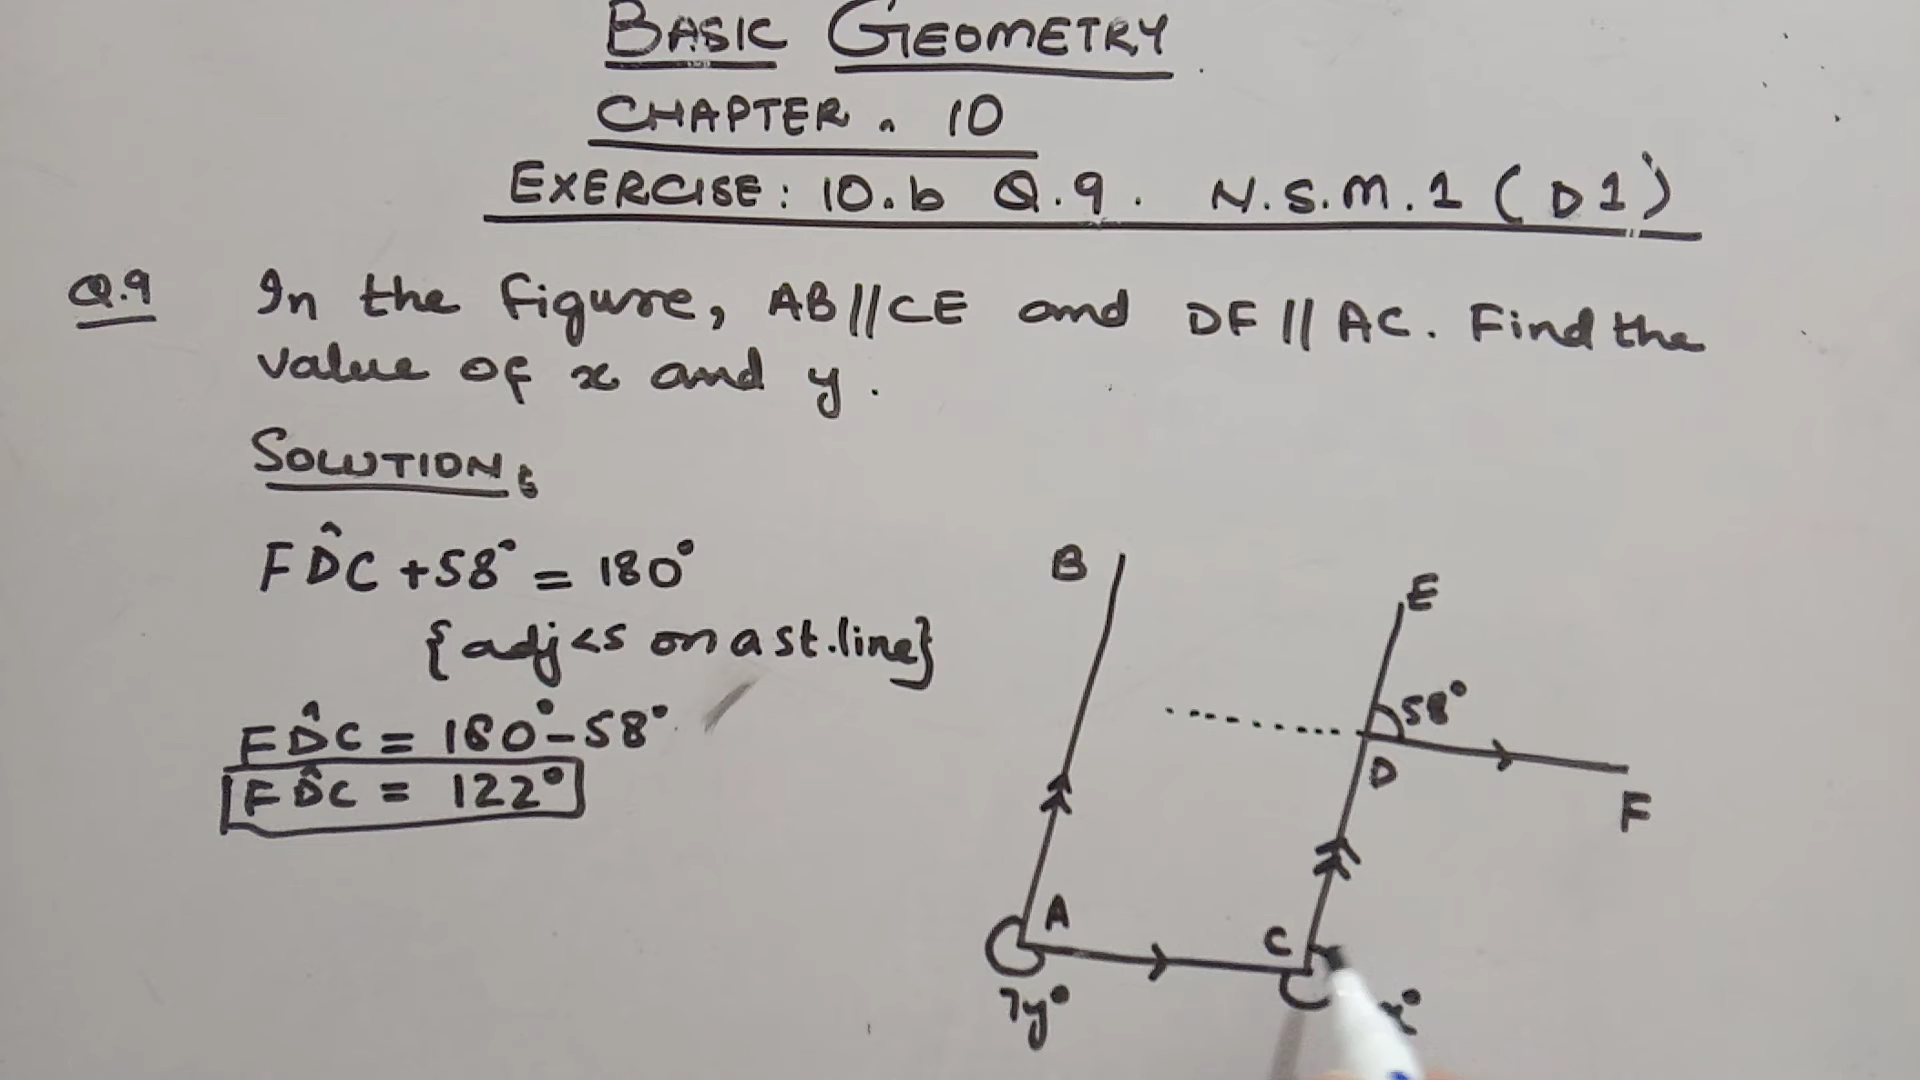 BASIC GEOMETRY
CHAPTER. 10
EXERCISE: 10.b Q.9. N.S.M.1 (D1)
Q.9 In the figure, AB//CE and DF // AC. Find the
value of x and y.
SOLUTION:
FD̂C +58° = 180°
{adj <s on a st.line}
FD̂C = 180°-58°
FD̂C = 122°
B
E
58°
D
F
A
C
7y°
x°